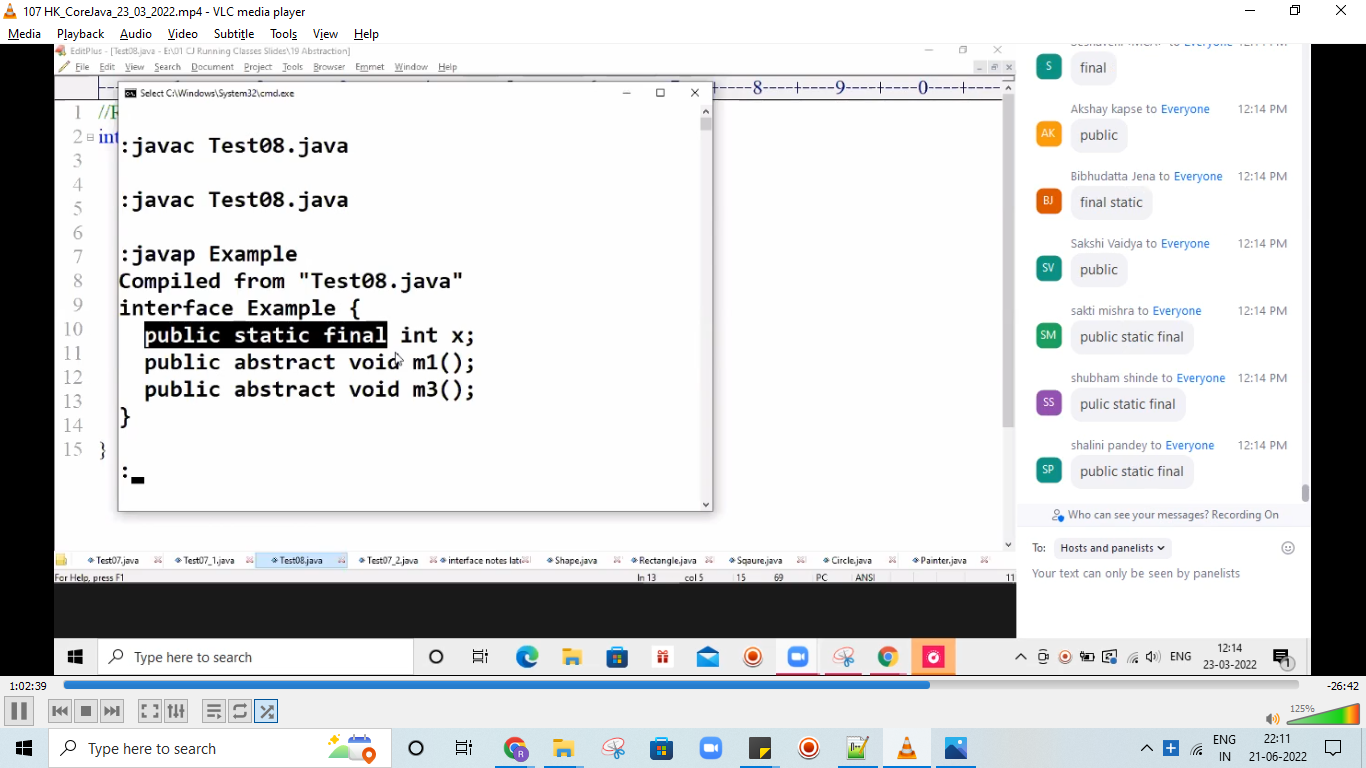 107 HK_CoreJava_23_03_2022.mp4 - VLC media player
Media Playback Audio Video Subtitle Tools View Help
EditPlus - [Test08.java - E:\01 CJ Running Classes Slides\19 Abstraction]
File Edit View Search Document Project Tools Browser Emmet Window Help
----8----+----9----+----0----
Select C:\Windows\System32\cmd.exe
1 //
2 int
3
4
5
6
7
8
9
10
11
12
13
14
15 }
:javac Test08.java
:javac Test08.java
:javap Example
Compiled from "Test08.java"
interface Example {
public static final int x;
public abstract void m1();
public abstract void m3();
}
:
Test07.java Test07_1.java Test08.java Test07_2.java interface notes lat Shape.java Rectangle.java Sqaure.java Circle.java Painter.java
For Help, press F1 ln 13 col 5 15 69 PC ANSI 11
Everyone
S final
Akshay kapse to Everyone 12:14 PM
AK public
Bibhudatta Jena to Everyone 12:14 PM
BJ final static
Sakshi Vaidya to Everyone 12:14 PM
SV public
sakti mishra to Everyone 12:14 PM
SM public static final
shubham shinde to Everyone 12:14 PM
SS pulic static final
shalini pandey to Everyone 12:14 PM
SP public static final
Who can see your messages? Recording On
To: Hosts and panelists
Your text can only be seen by panelists
Type here to search
ENG
12:14
23-03-2022
1
1:02:39 -26:42
125%
Type here to search
R
ENG
IN
22:11
21-06-2022